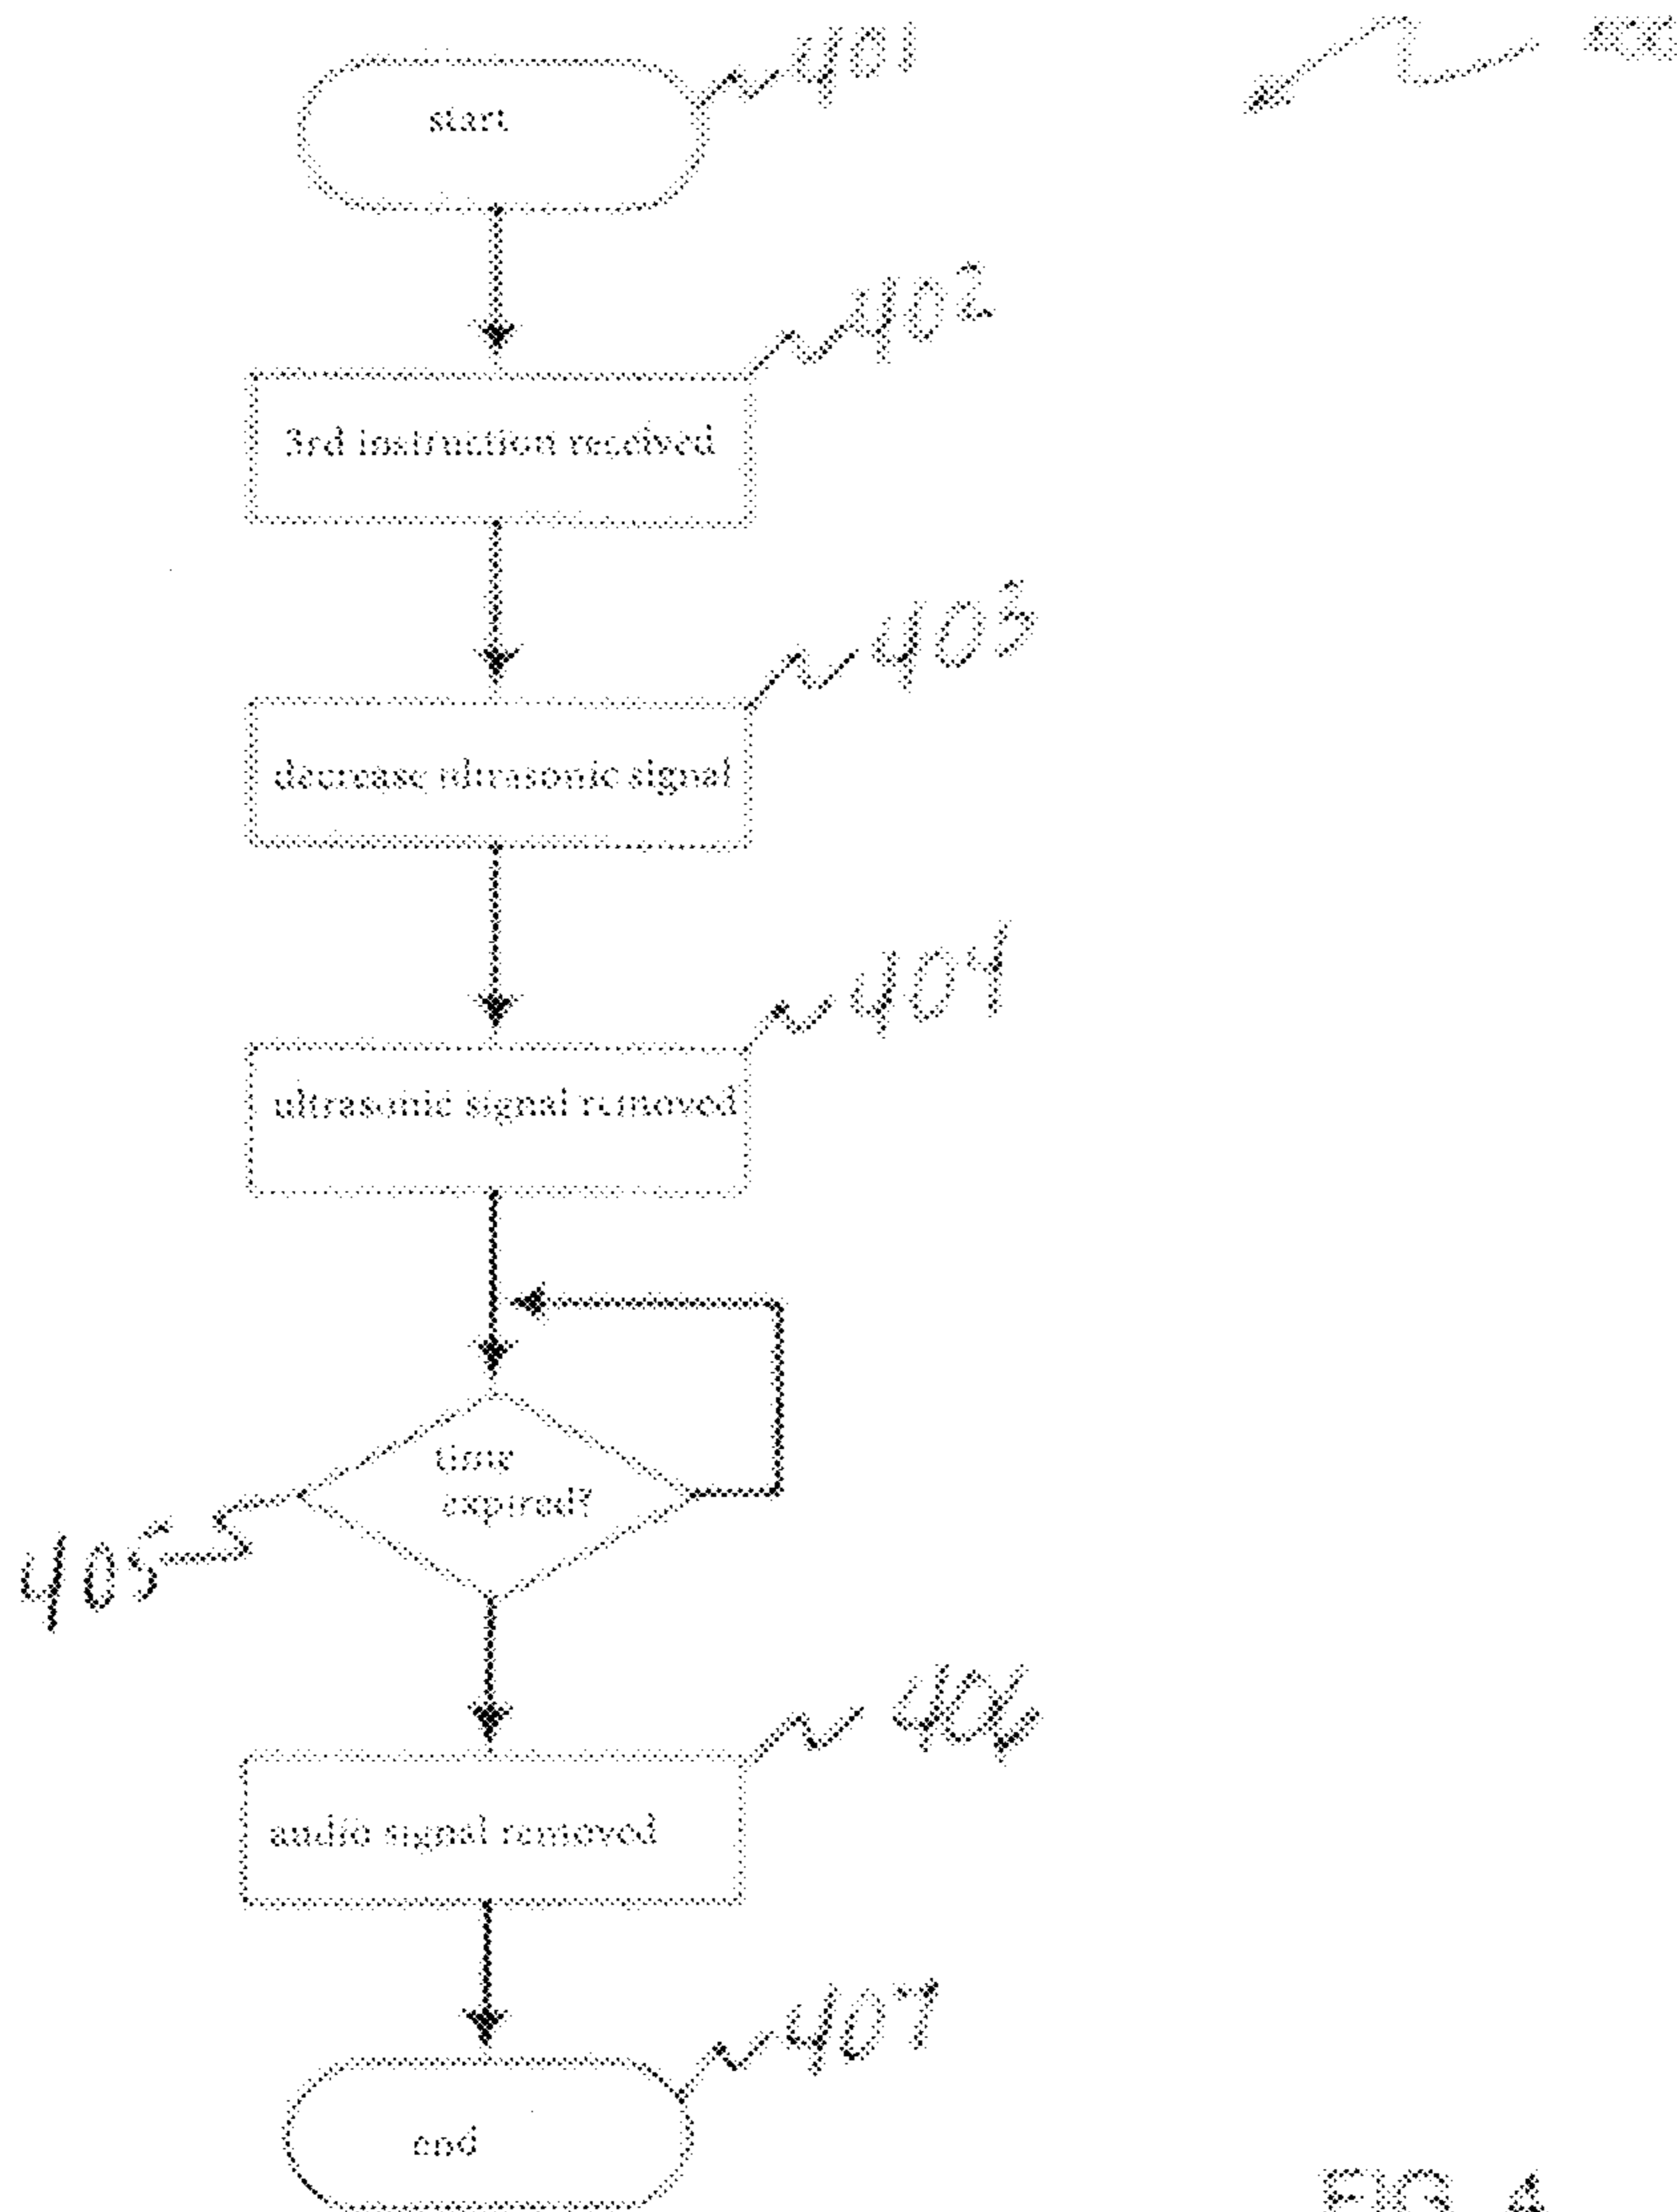 401
400
start
402
3rd instruction received
403
decrease ultrasonic signal
404
ultrasonic signal removed
time
expired?
405
406
audio signal removed
407
end
FIG. 4